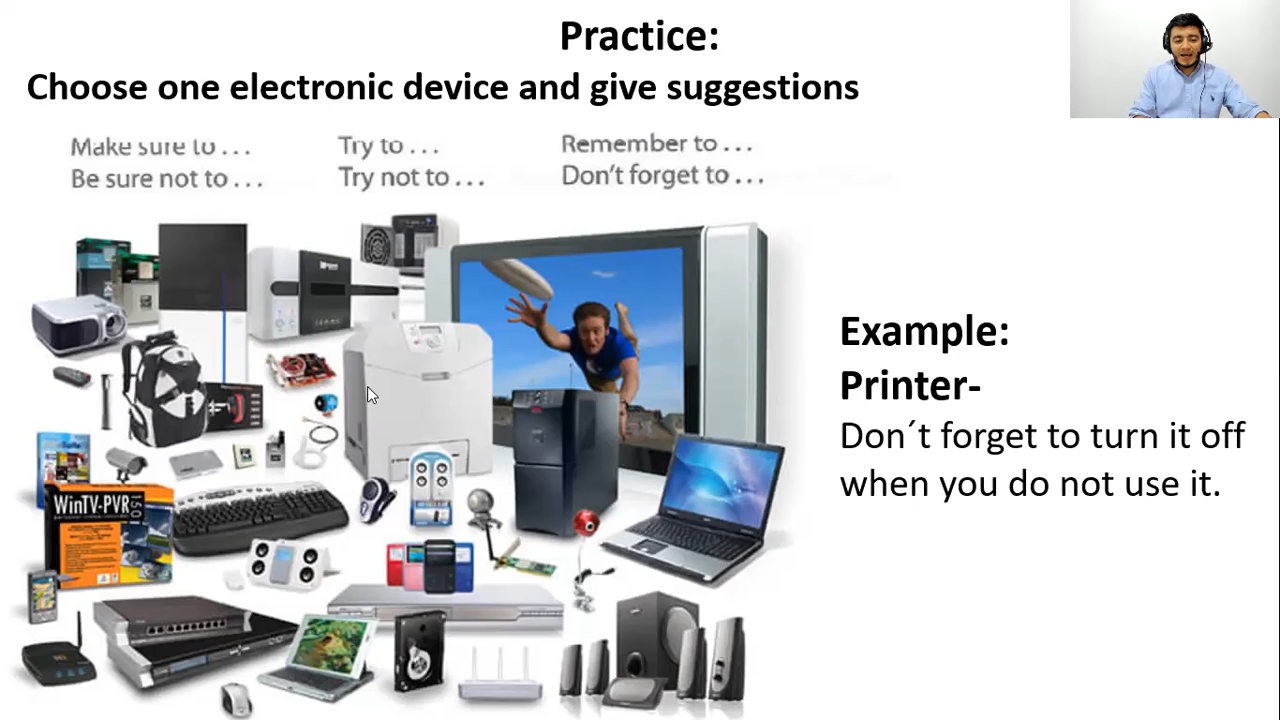 Practice:
Choose one electronic device and give suggestions
Make sure to . . .
Try to . . .
Remember to . . .
Be sure not to . . .
Try not to . . .
Don't forget to . . .
Example:
Printer-
Don´t forget to turn it off
when you do not use it.
WinTV-PVR
150